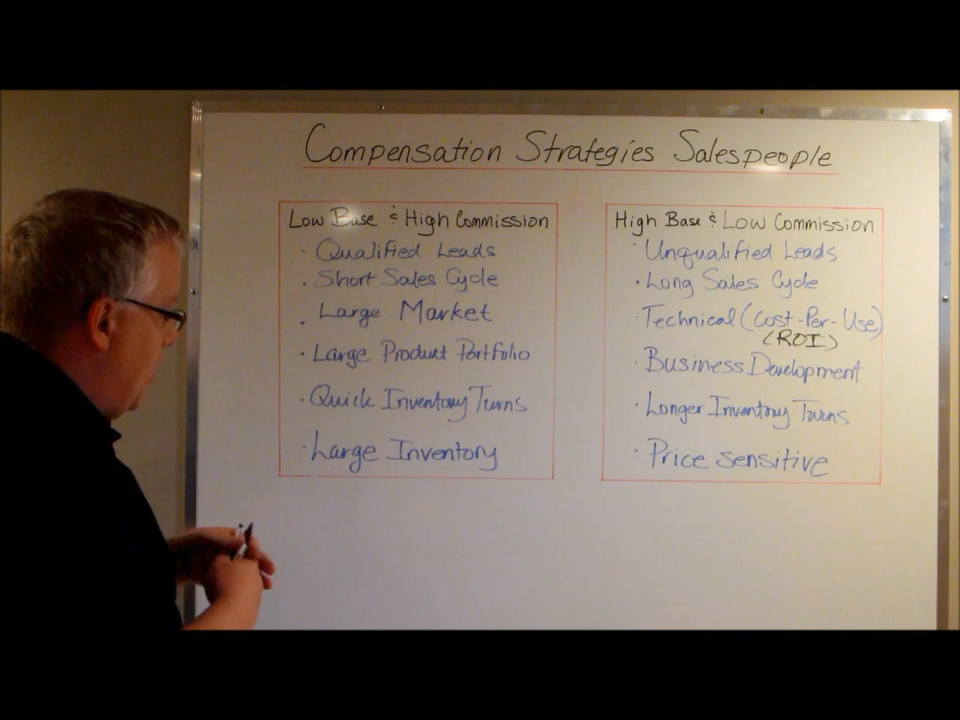 Compensation Strategies Salespeople
Low Base & High Commission
· Qualified Leads
· Short Sales Cycle
· Large Market
· Large Product Portfolio
· Quick Inventory Turns
· Large Inventory
High Base & Low Commission
· Unqualified Leads
· Long Sales Cycle
· Technical (Cost-Per-Use)
(ROI)
· Business Development
· Longer Inventory Turns
· Price Sensitive